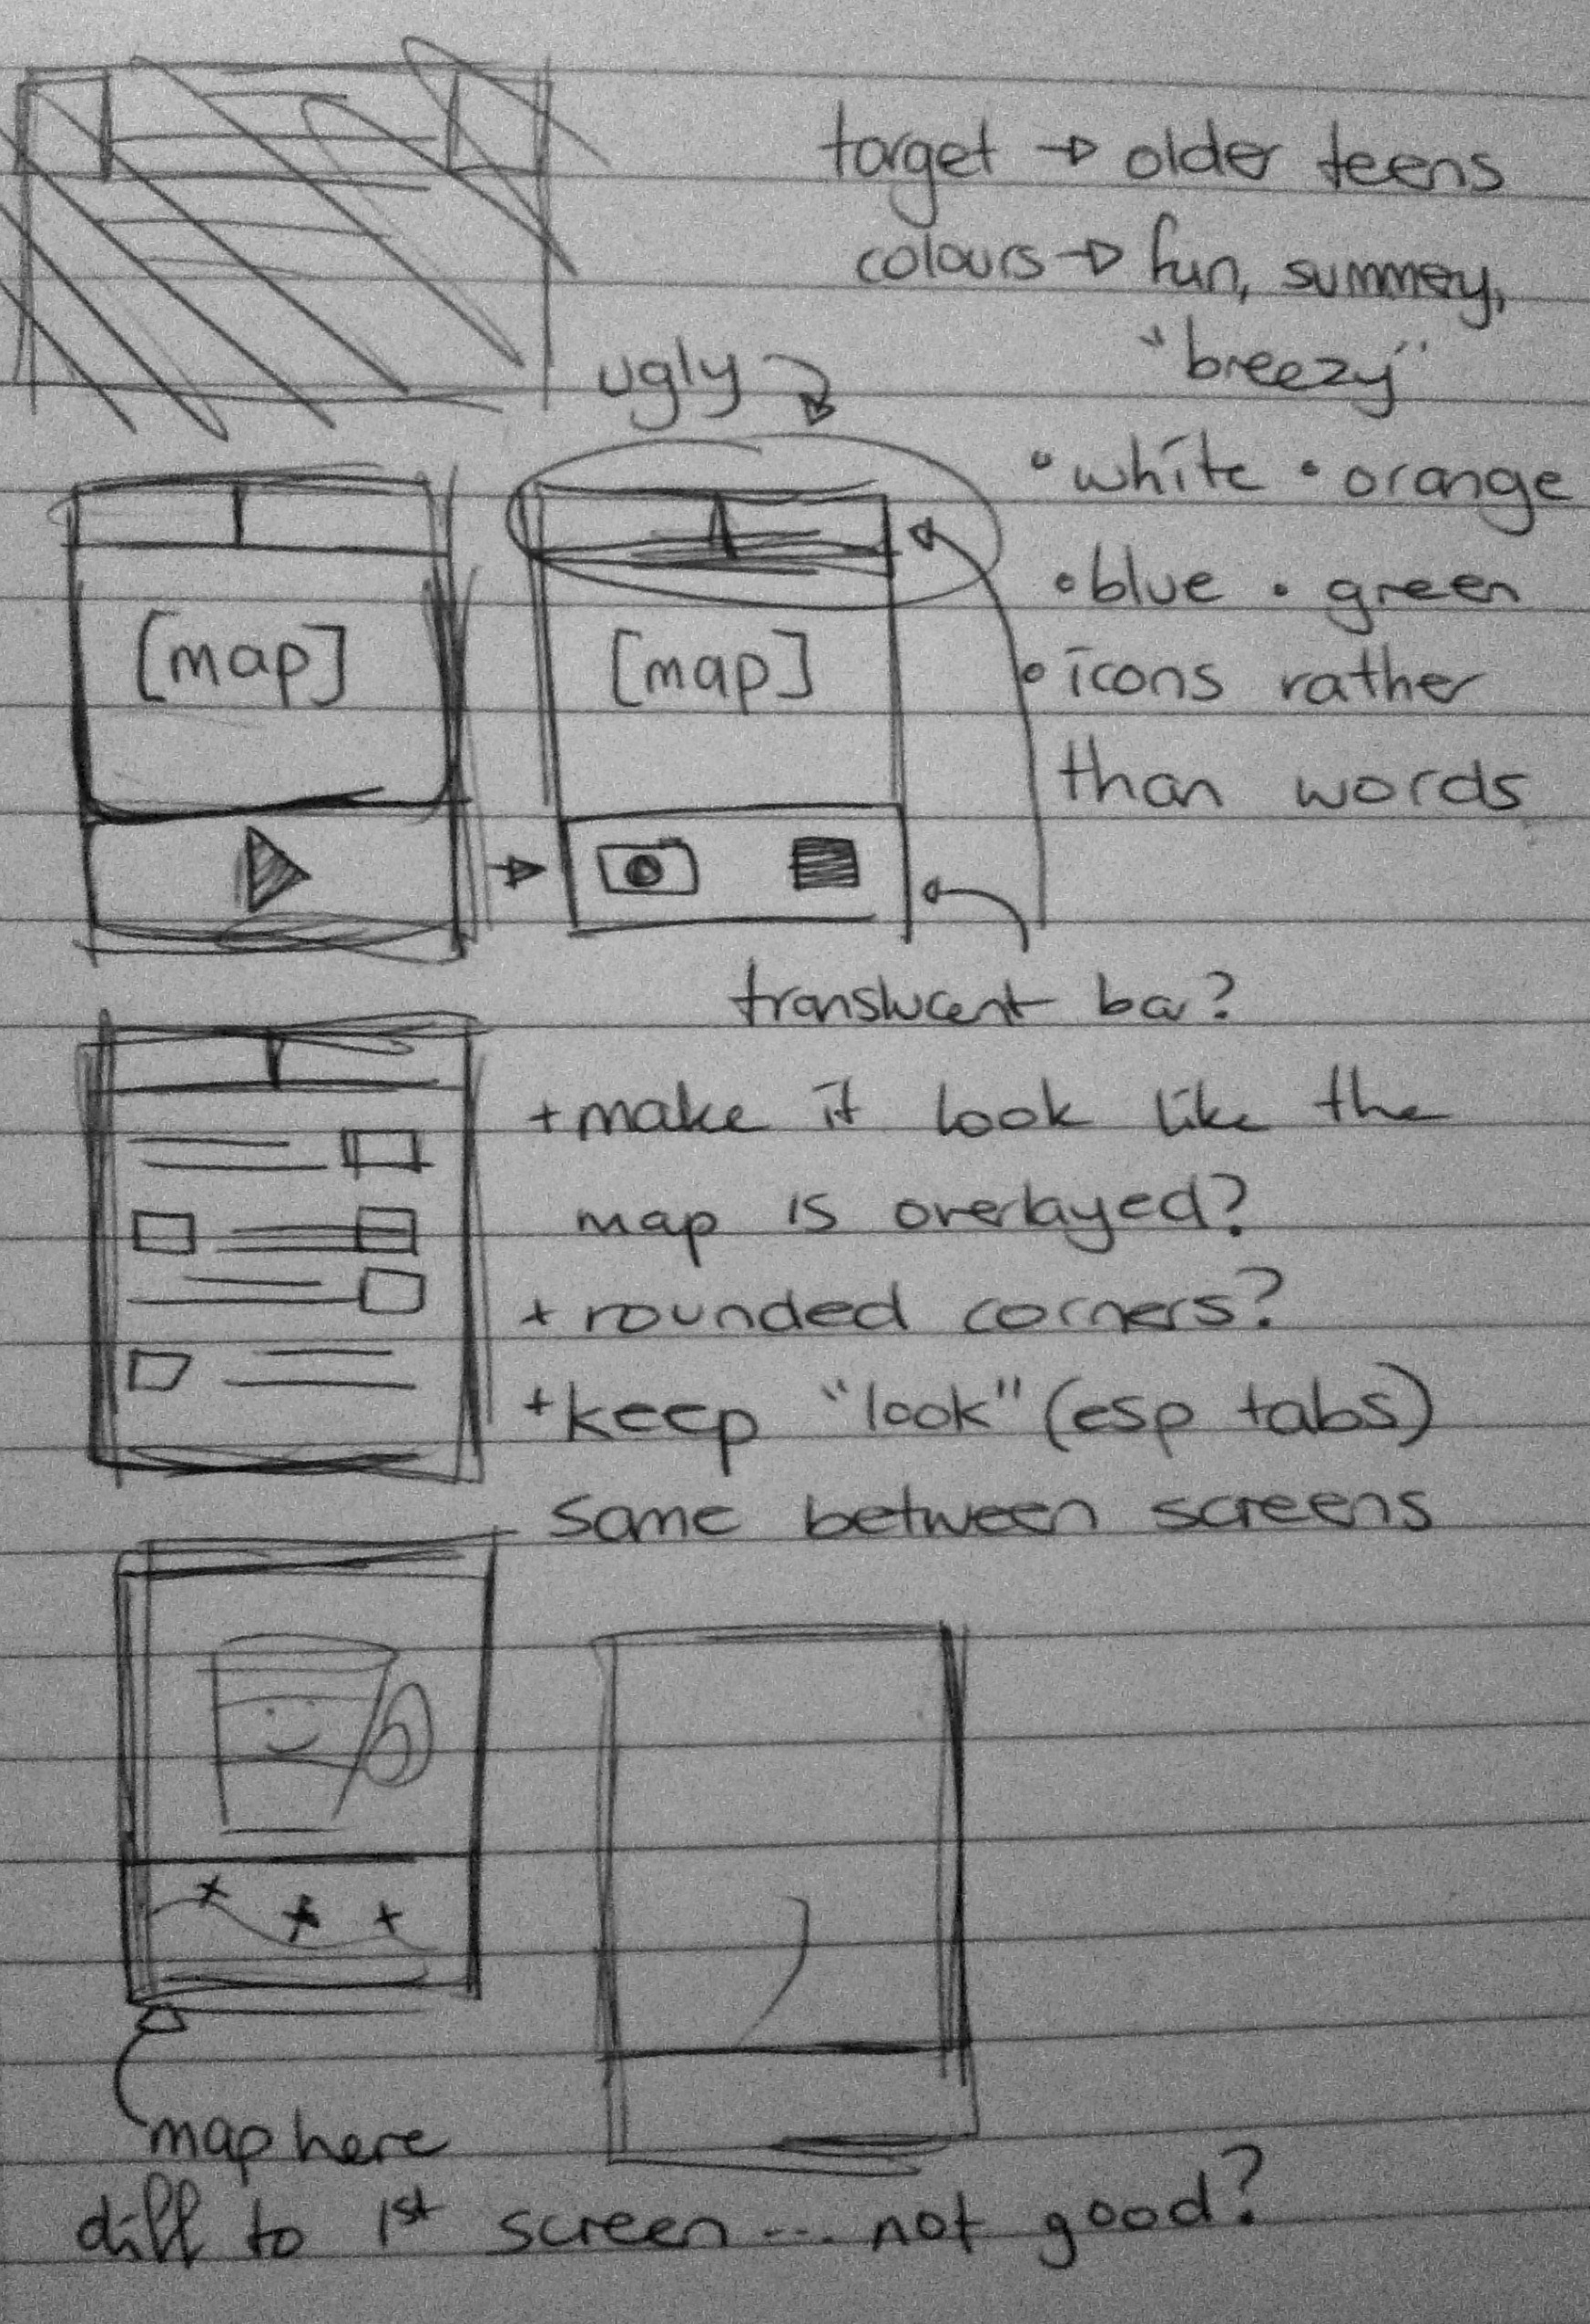 target → older teens
colours → fun, summery,
"breezy"
ugly
• white • orange
• blue • green
• icons rather
than words
[map]
[map]
translucent bar?
+ make it look like the
map is overlayed?
+ rounded corners?
+ keep "look" (esp tabs)
same between screens
map here
diff to 1st screen... not good?